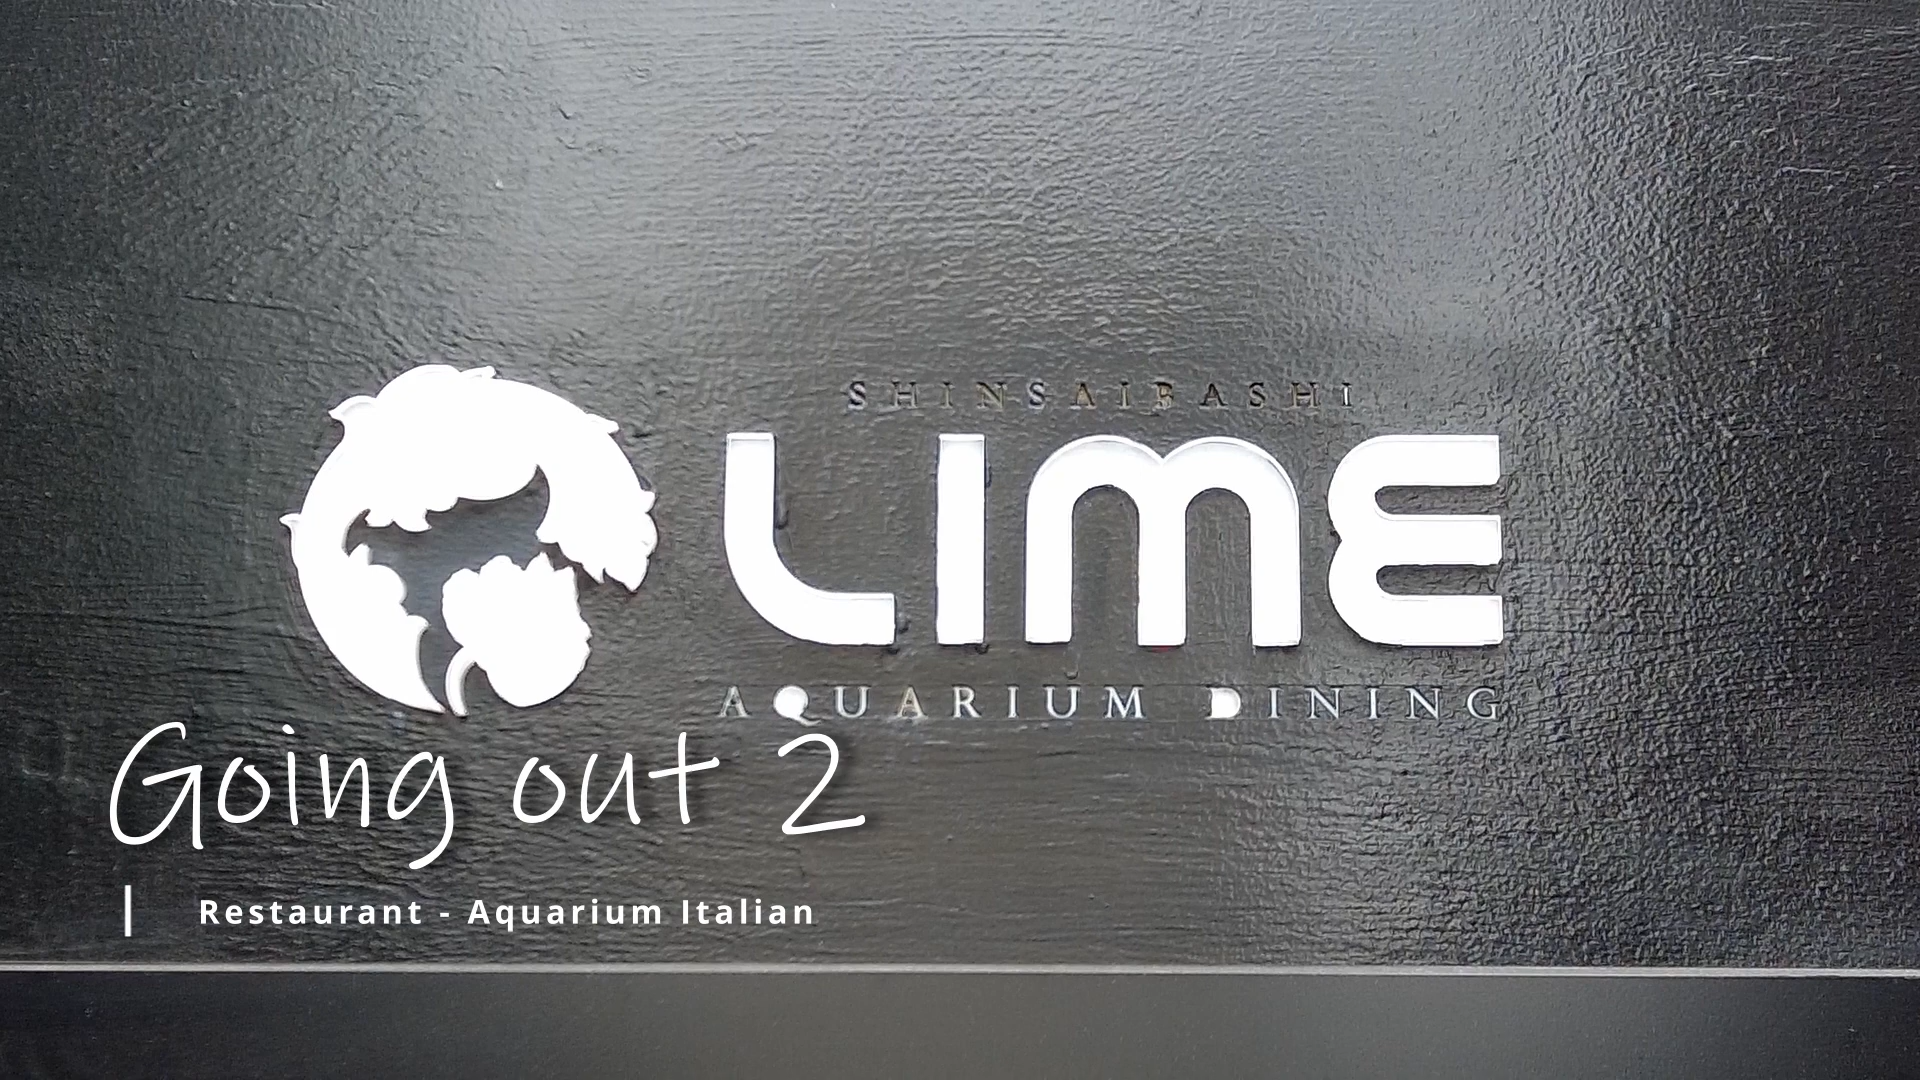 SHINSAIBASHI
LIME
AQUARIUM DINING
Going out 2
Restaurant - Aquarium Italian